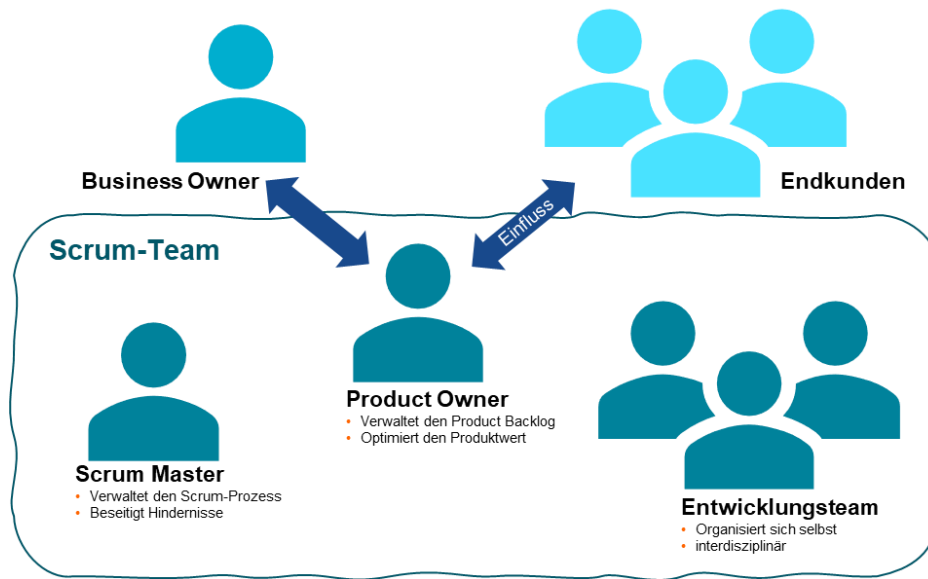 Business Owner
Endkunden
Einfluss
Scrum-Team
Product Owner
• Verwaltet den Product Backlog
• Optimiert den Produktwert
Scrum Master
• Verwaltet den Scrum-Prozess
• Beseitigt Hindernisse
Entwicklungsteam
• Organisiert sich selbst
• interdisziplinär